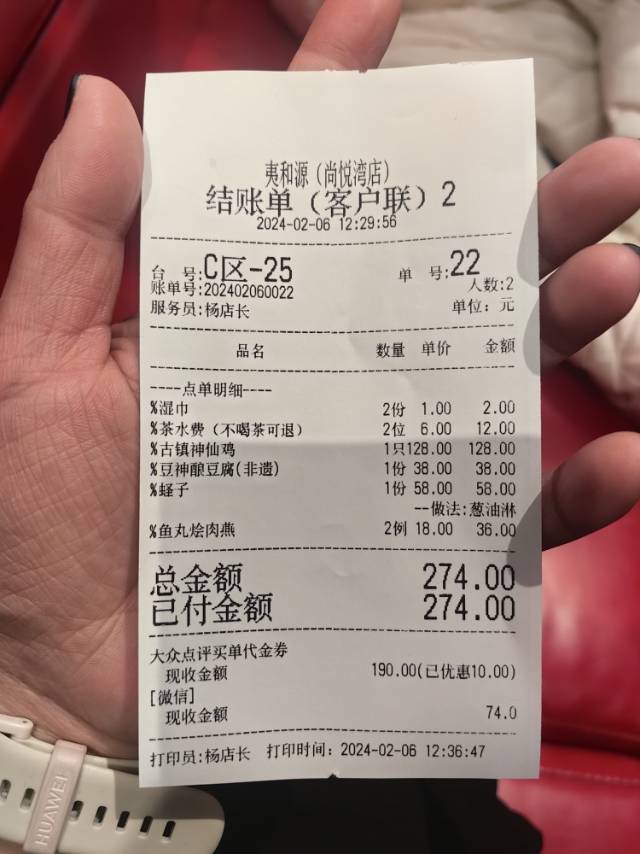 夷和源（尚悦湾店）
结账单（客户联）2
2024-02-06 12:29:56
台 号:C区-25 单 号:22
账单号:202402060022 人数:2
服务员:杨店长 单位: 元
品名 数量 单价 金额
----点单明细----
%湿巾 2份 1.00 2.00
%茶水费（不喝茶可退） 2位 6.00 12.00
%古镇神仙鸡 1只128.00 128.00
%豆神酿豆腐(非遗) 1份 38.00 38.00
%蛏子 1份 58.00 58.00
--做法:葱油淋
%鱼丸烩肉燕 2例 18.00 36.00
总金额 274.00
已付金额 274.00
大众点评买单代金券
现收金额 190.00(已优惠10.00)
[微信]
现收金额 74.0
打印员:杨店长 打印时间: 2024-02-06 12:36:47
HUAWEI